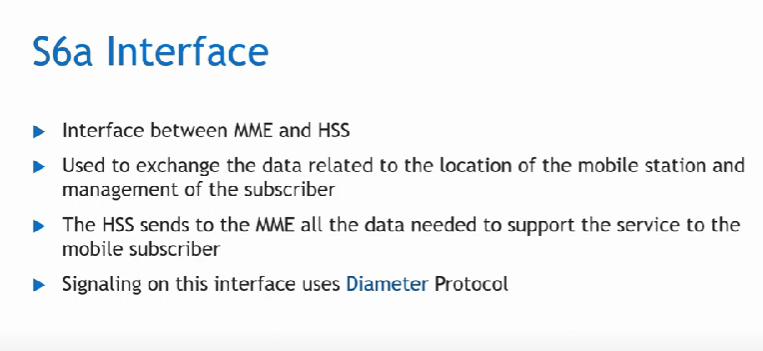 S6a Interface
Interface between MME and HSS
Used to exchange the data related to the location of the mobile station and
management of the subscriber
The HSS sends to the MME all the data needed to support the service to the
mobile subscriber
Signaling on this interface uses Diameter Protocol